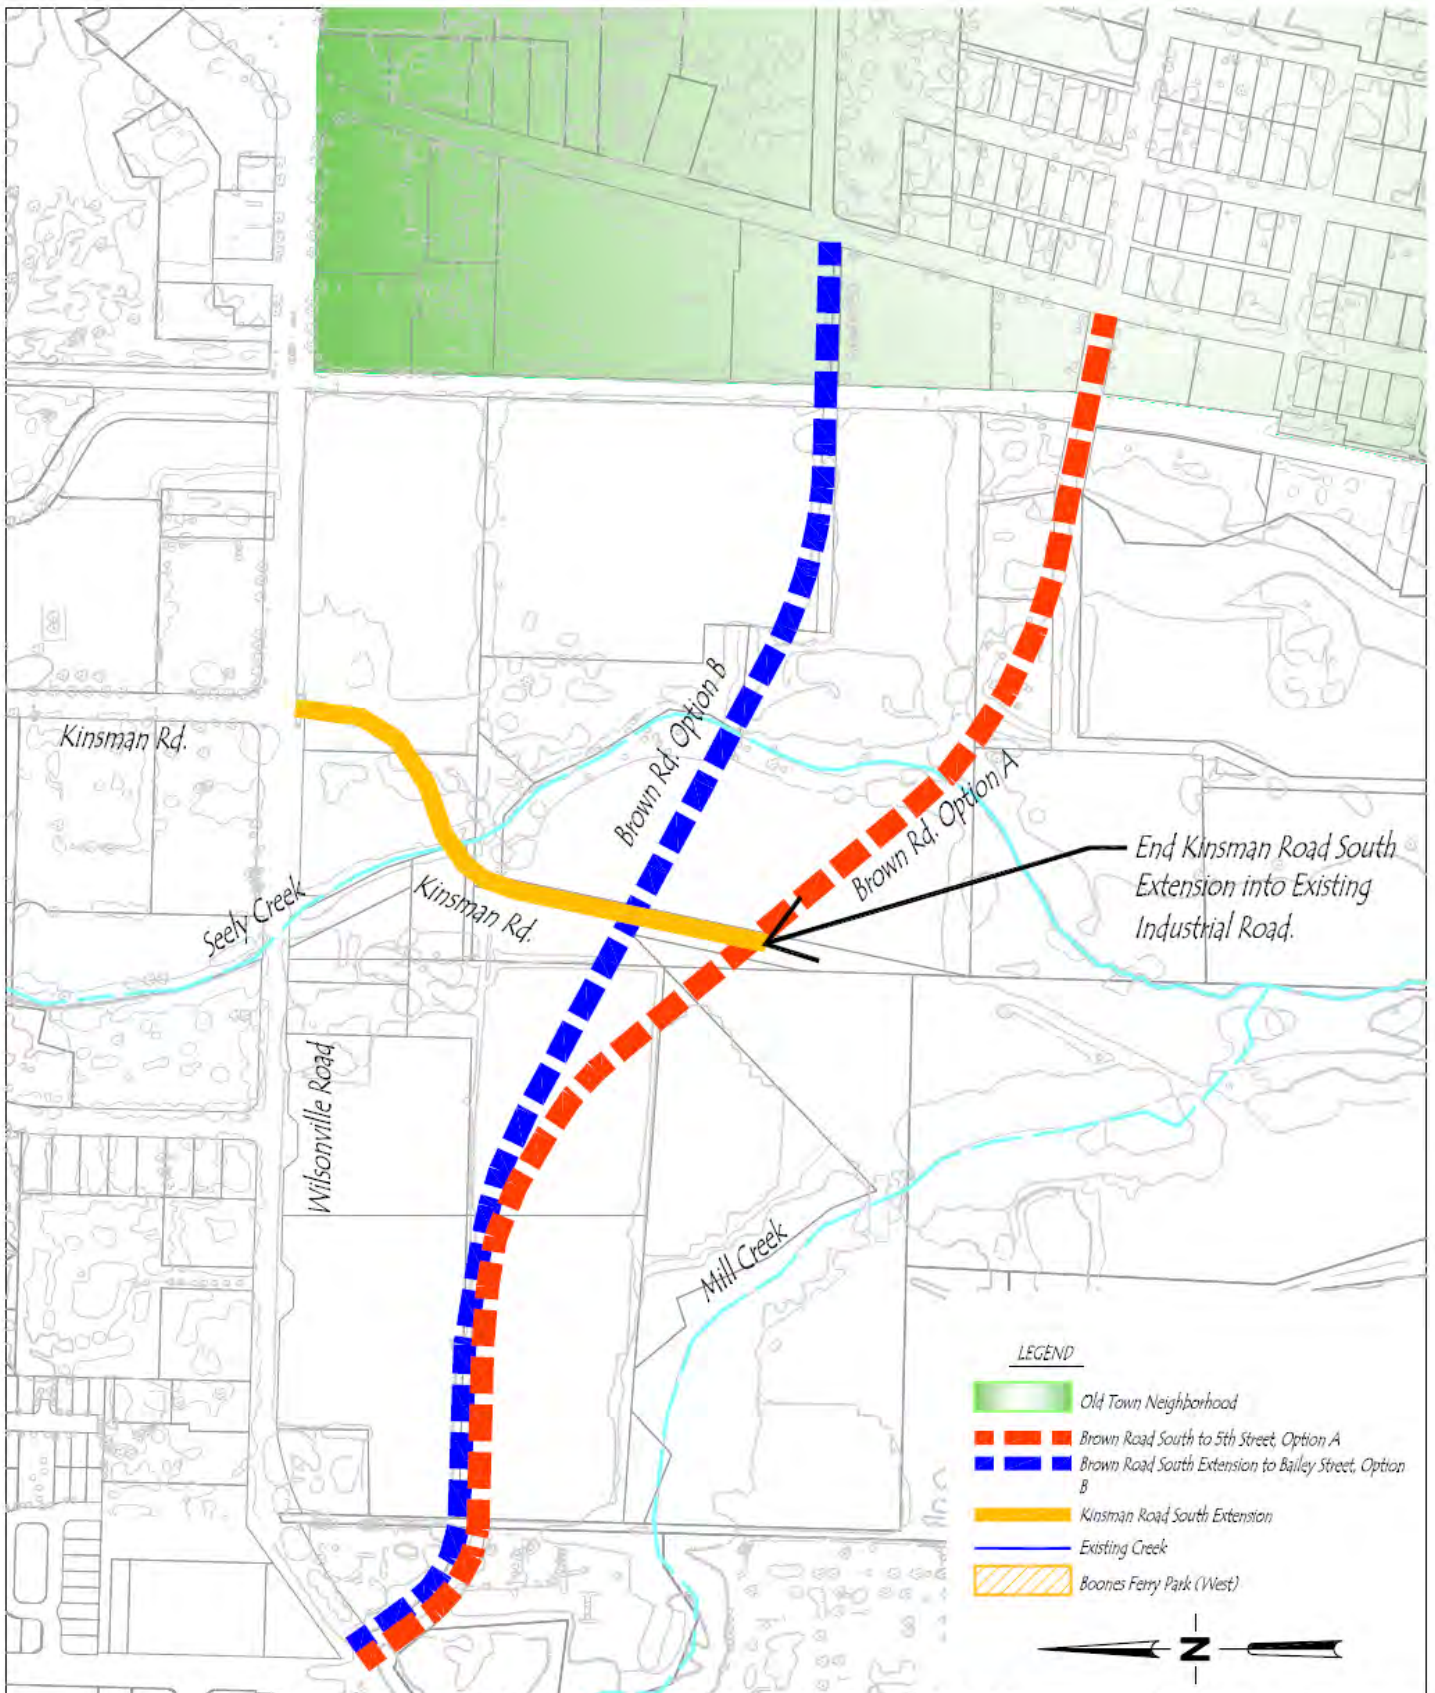 Kinsman Rd.
Brown Rd. Option B
Brown Rd. Option A
End Kinsman Road South
Extension into Existing
Industrial Road.
Kinsman Rd.
Seely Creek
Wilsonville Road
Mill Creek
LEGEND
Old Town Neighborhood
Brown Road South to 5th Street, Option A
Brown Road South Extension to Bailey Street, Option
B
Kinsman Road South Extension
Existing Creek
Boones Ferry Park (West)
N